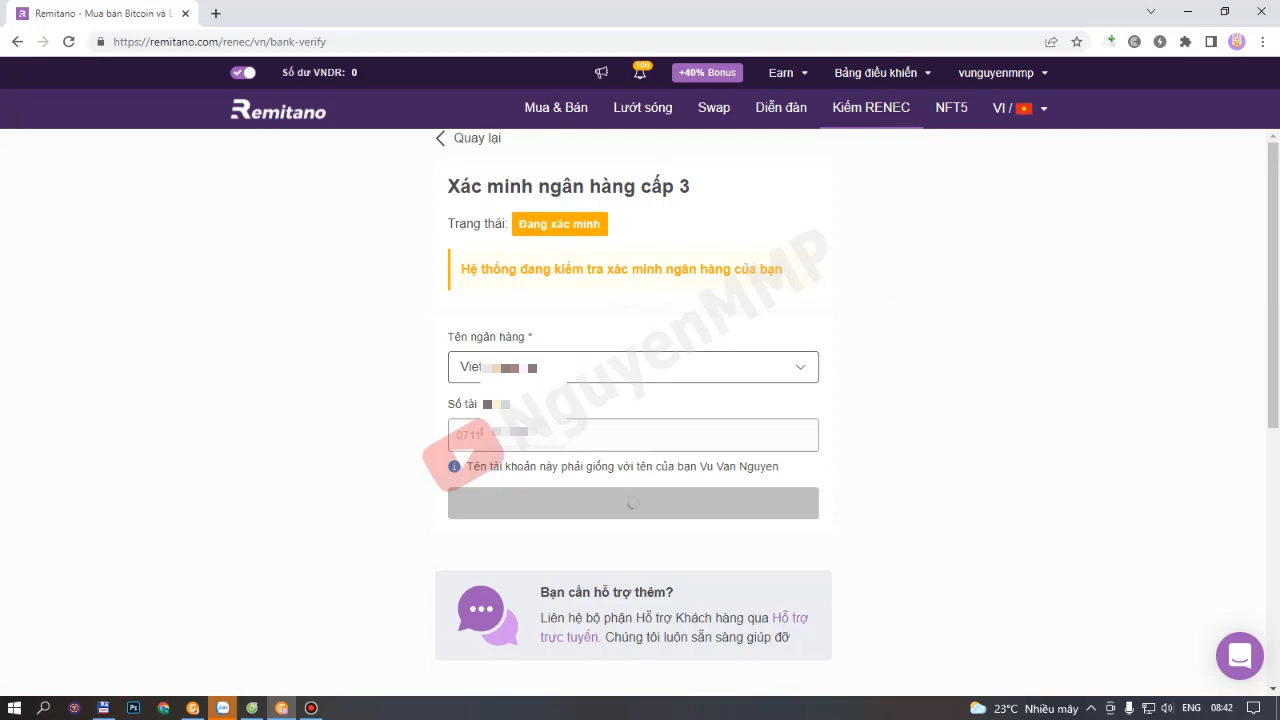 Remitano - Mua bán Bitcoin và E
https://remitano.com/renec/vn/bank-verify
Số dư VNDR: 0
100
+40% Bonus
Earn
Bảng điều khiển
vunguyenmmp
Remitano
Mua & Bán
Lướt sóng
Swap
Diễn đàn
Kiếm RENEC
NFT5
VI /
Quay lại
Xác minh ngân hàng cấp 3
Trạng thái: Đang xác minh
Hệ thống đang kiểm tra xác minh ngân hàng của bạn
NguyenMMP
Tên ngân hàng *
Viet
Số tài
0711
Tên tài khoản này phải giống với tên của bạn Vu Van Nguyen
Bạn cần hỗ trợ thêm?
Liên hệ bộ phận Hỗ trợ Khách hàng qua Hỗ trợ
trực tuyến. Chúng tôi luôn sẵn sàng giúp đỡ
23°C Nhiều mây
ENG
08:42